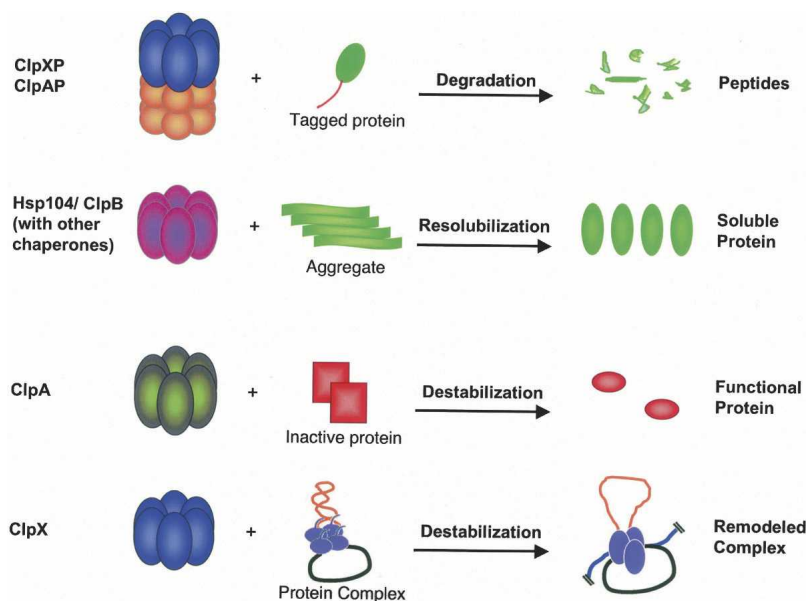 ClpXP
ClpAP
+
Tagged protein
Degradation
Peptides
Hsp104/ ClpB
(with other
chaperones)
+
Aggregate
Resolubilization
Soluble
Protein
ClpA
+
Inactive protein
Destabilization
Functional
Protein
ClpX
+
Protein Complex
Destabilization
Remodeled
Complex